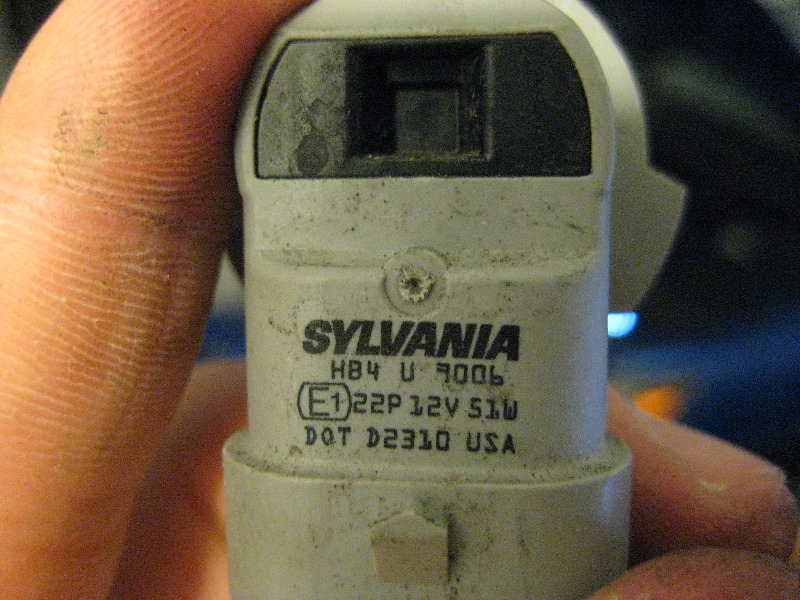 SYLVANIA
HB4 U 9006
E1 22P 12V 51W
DOT D2310 USA